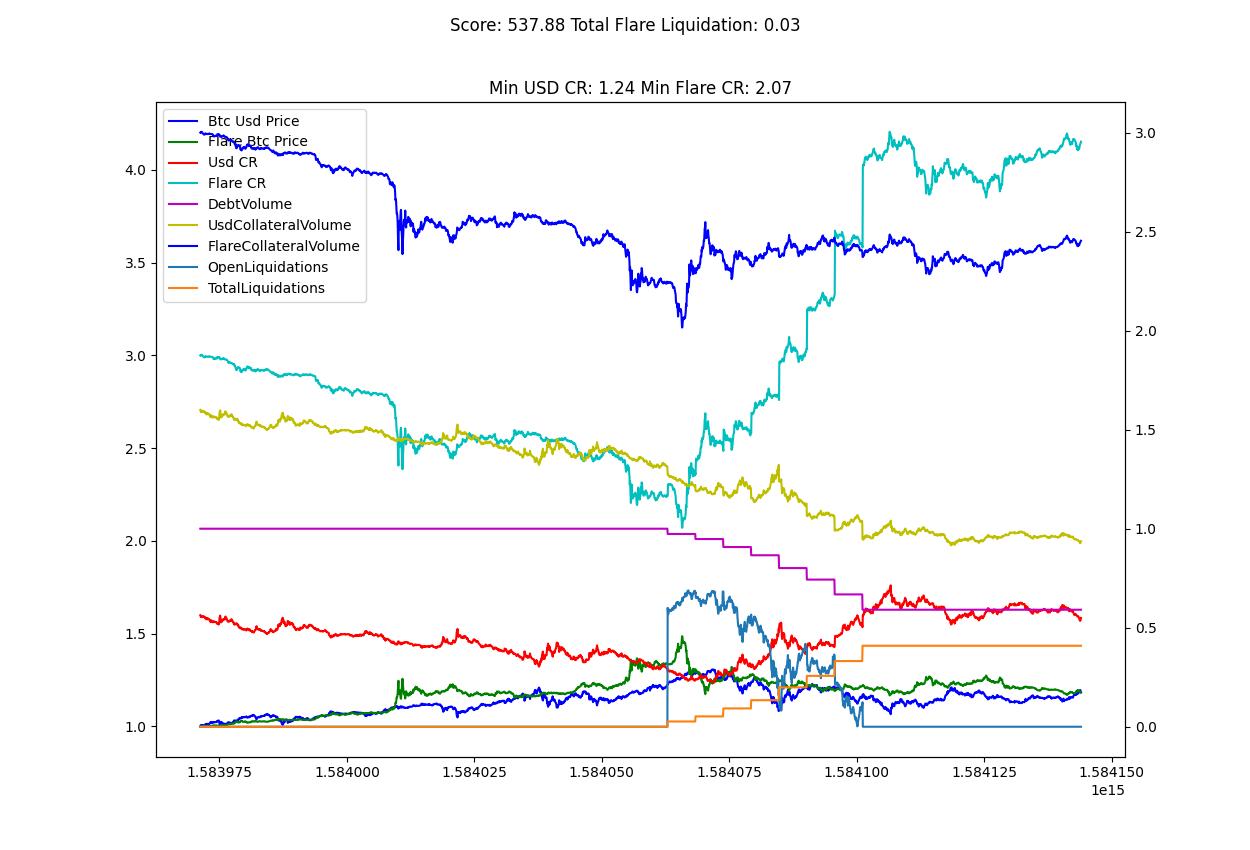 Score: 537.88 Total Flare Liquidation: 0.03
Min USD CR: 1.24 Min Flare CR: 2.07
Btc Usd Price
Flare Btc Price
Usd CR
Flare CR
DebtVolume
UsdCollateralVolume
FlareCollateralVolume
OpenLiquidations
TotalLiquidations
4.0
3.5
3.0
2.5
2.0
1.5
1.0
3.0
2.5
2.0
1.5
1.0
0.5
0.0
1.583975 1.584000 1.584025 1.584050 1.584075 1.584100 1.584125 1.584150
1e15